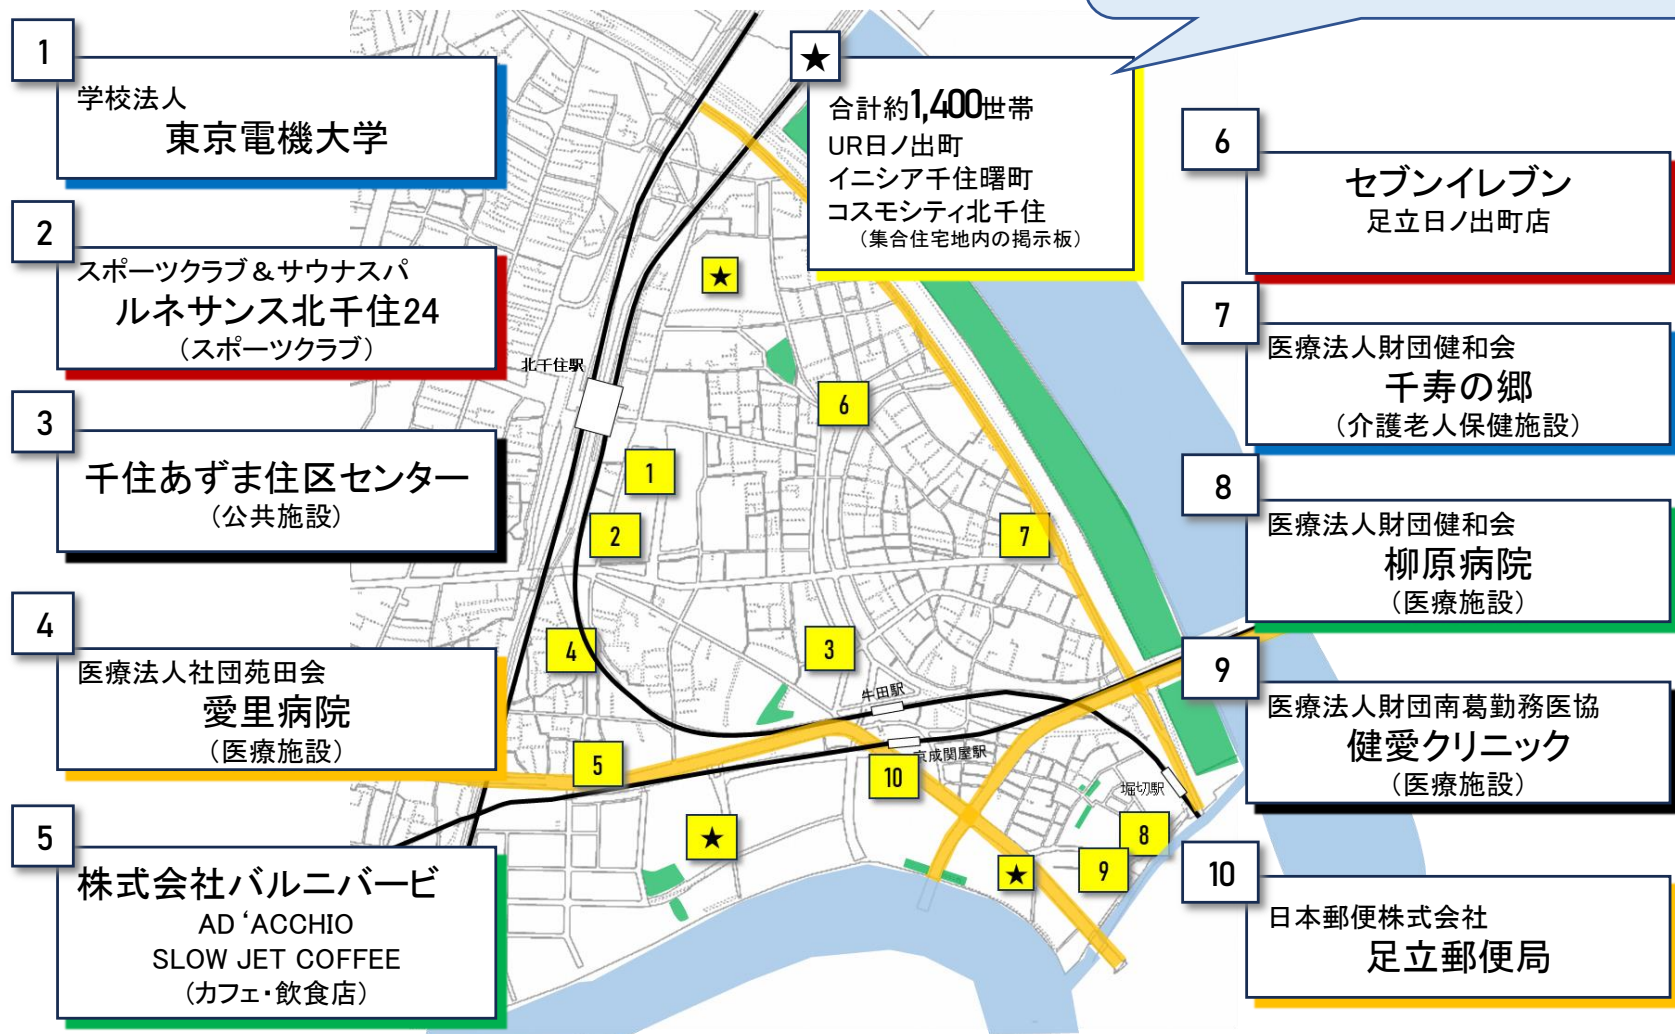 1
学校法人
東京電機大学
2
スポーツクラブ&サウナスパ
ルネサンス北千住24
(スポーツクラブ)
3
千住あずま住区センター
(公共施設)
4
医療法人社団苑田会
愛里病院
(医療施設)
5
株式会社バルニバービ
AD ‘ACCHIO
SLOW JET COFFEE
(カフェ・飲食店)
★
合計約1,400世帯
UR日ノ出町
イニシア千住曙町
コスモシティ北千住
(集合住宅地内の掲示板)
★
北千住駅
6
1
2
7
4
3
牛田駅
京成関屋駅
5
10
堀切駅
★
8
9
★
6
セブンイレブン
足立日ノ出町店
7
医療法人財団健和会
千寿の郷
(介護老人保健施設)
8
医療法人財団健和会
柳原病院
(医療施設)
9
医療法人財団南葛勤務医協
健愛クリニック
(医療施設)
10
日本郵便株式会社
足立郵便局